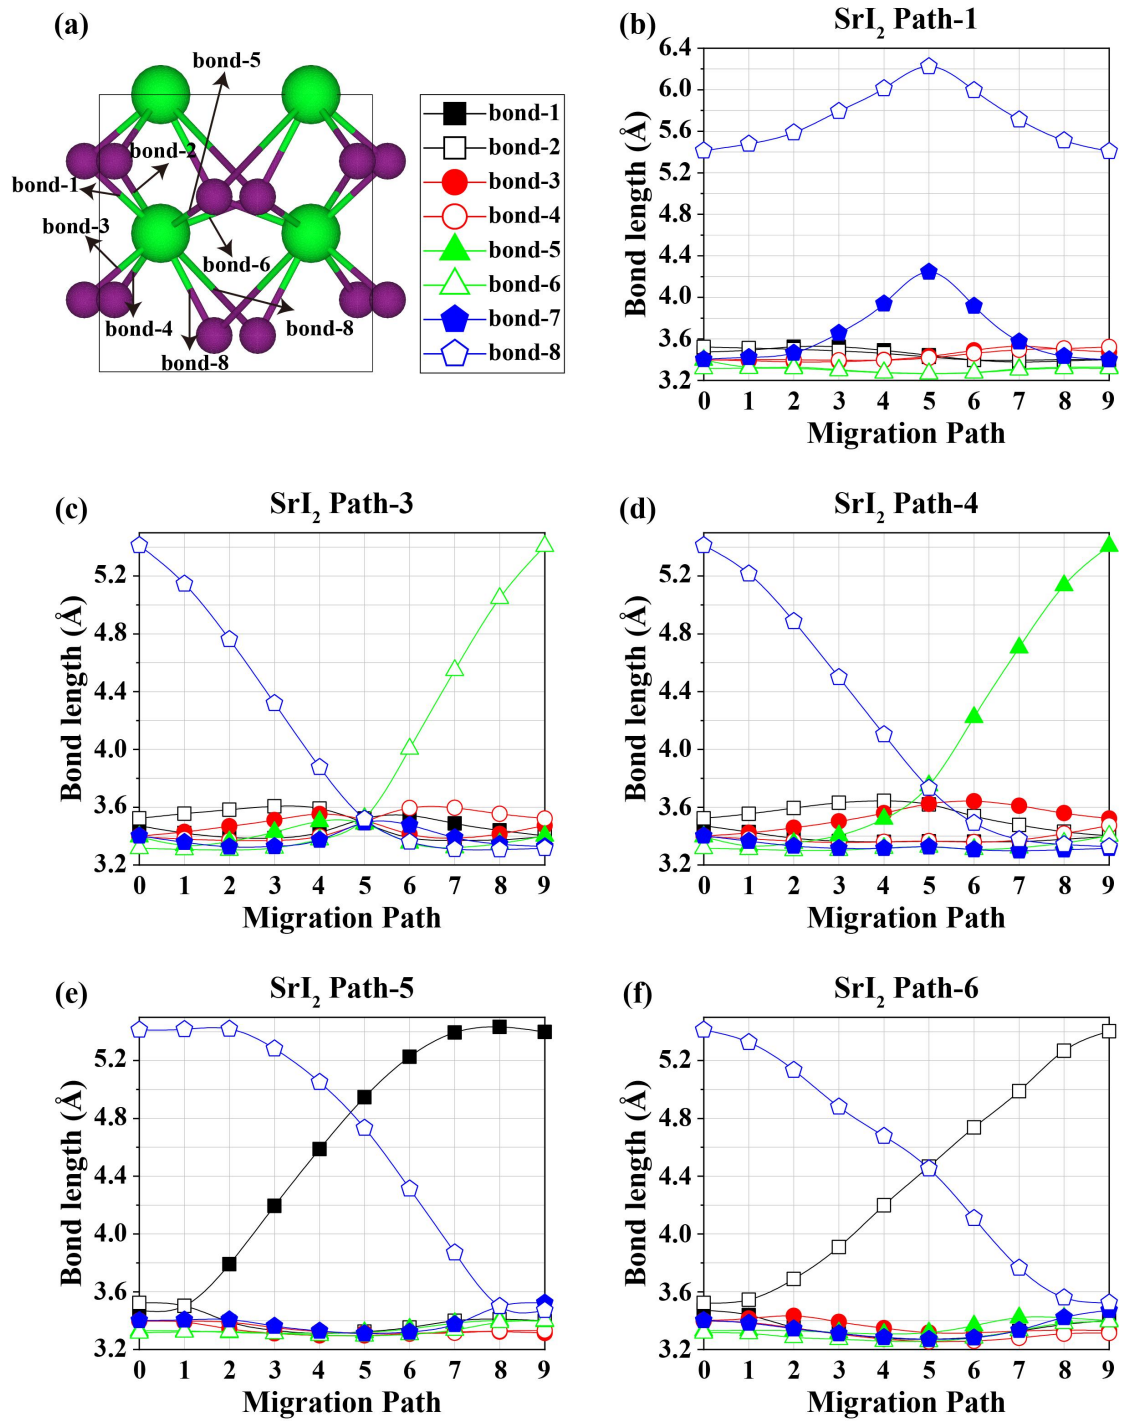 (a)
bond-5
bond-2
bond-1
bond-3
bond-6
bond-4
bond-8
bond-8
bond-1
bond-2
bond-3
bond-4
bond-5
bond-6
bond-7
bond-8
(b)
SrI₂ Path-1
Bond length (Å)
6.4
6.0
5.6
5.2
4.8
4.4
4.0
3.6
3.2
0 1 2 3 4 5 6 7 8 9
Migration Path
(c)
SrI₂ Path-3
Bond length (Å)
5.2
4.8
4.4
4.0
3.6
3.2
0 1 2 3 4 5 6 7 8 9
Migration Path
(d)
SrI₂ Path-4
Bond length (Å)
5.2
4.8
4.4
4.0
3.6
3.2
0 1 2 3 4 5 6 7 8 9
Migration Path
(e)
SrI₂ Path-5
Bond length (Å)
5.2
4.8
4.4
4.0
3.6
3.2
0 1 2 3 4 5 6 7 8 9
Migration Path
(f)
SrI₂ Path-6
Bond length (Å)
5.2
4.8
4.4
4.0
3.6
3.2
0 1 2 3 4 5 6 7 8 9
Migration Path